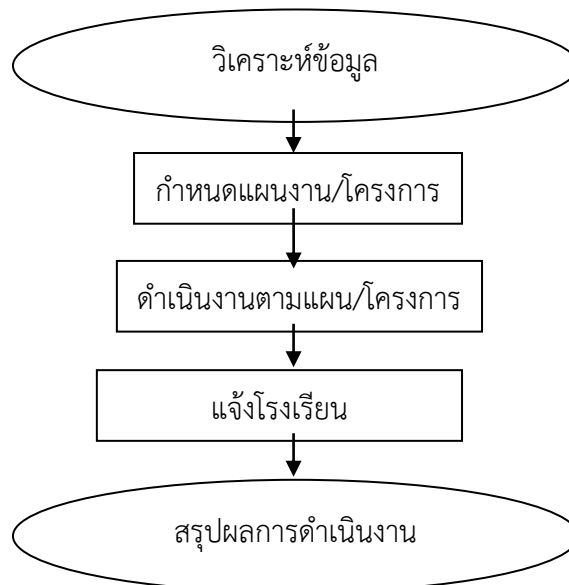 วิเคราะห์ข้อมูล
กำหนดแผนงาน/โครงการ
ดำเนินงานตามแผน/โครงการ
แจ้งโรงเรียน
สรุปผลการดำเนินงาน